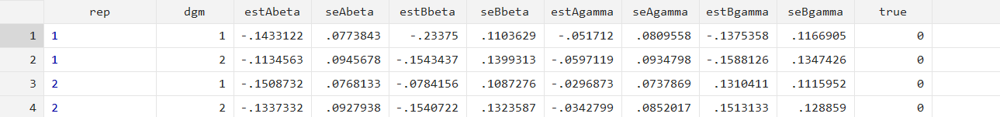 rep dgm estAbeta seAbeta estBbeta seBbeta estAgamma seAgamma estBgamma seBgamma true
1 1 1 -.1433122 .0773843 -.23375 .1103629 -.051712 .0809558 -.1375358 .1166905 0
2 1 2 -.1134563 .0945678 -.1543437 .1399313 -.0597119 .0934798 -.1588126 .1347426 0
3 2 1 -.1508732 .0768133 -.0784156 .1087276 -.0296873 .0737869 .1310411 .1115952 0
4 2 2 -.1337332 .0927938 -.1540722 .1323587 -.0342799 .0852017 .1513133 .128859 0